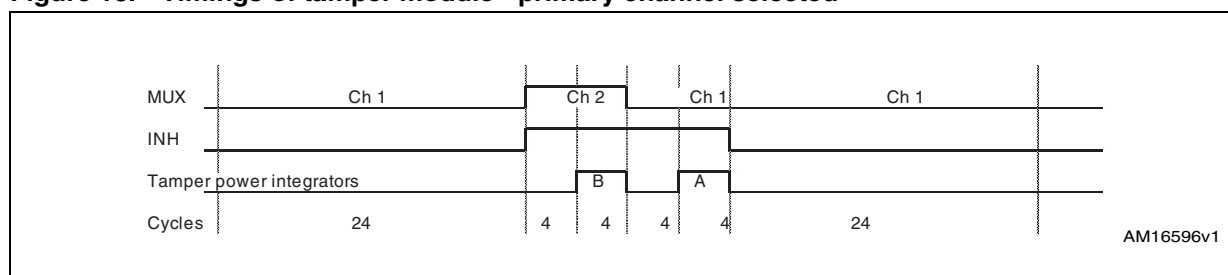 Figure 18. Timings of tamper module - primary channel selected
MUX Ch 1 Ch 2 Ch 1 Ch 1
INH
Tamper power integrators B A
Cycles 24 4 4 4 4 24
AM16596v1